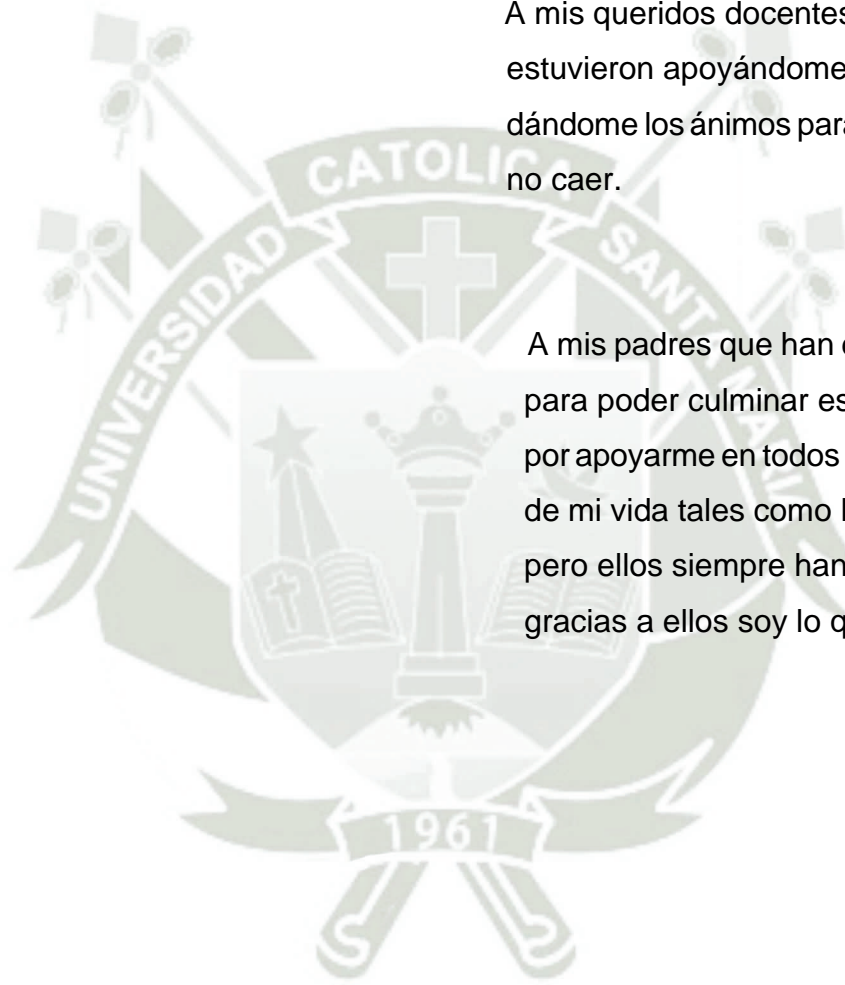 A mis queridos docentes
estuvieron apoyándome
dándome los ánimos para
no caer.
A mis padres que han
para poder culminar
por apoyarme en todos
de mi vida tales como
pero ellos siempre han
gracias a ellos soy lo
UNIVERSIDAD CATOLICA SANTA MARIA
1961